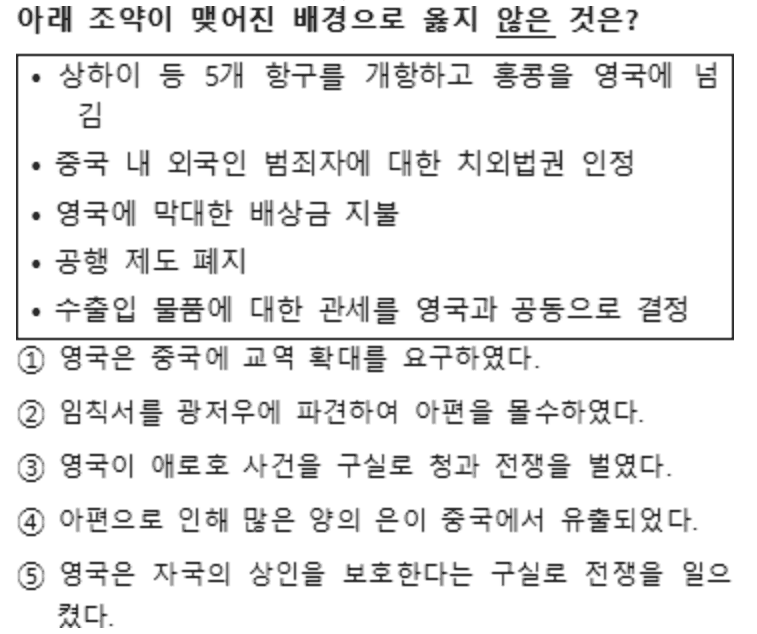 아래 조약이 맺어진 배경으로 옳지 않은 것은?
• 상하이 등 5개 항구를 개항하고 홍콩을 영국에 넘
김
• 중국 내 외국인 범죄자에 대한 치외법권 인정
• 영국에 막대한 배상금 지불
• 공행 제도 폐지
• 수출입 물품에 대한 관세를 영국과 공동으로 결정
① 영국은 중국에 교역 확대를 요구하였다.
② 임칙서를 광저우에 파견하여 아편을 몰수하였다.
③ 영국이 애로호 사건을 구실로 청과 전쟁을 벌였다.
④ 아편으로 인해 많은 양의 은이 중국에서 유출되었다.
⑤ 영국은 자국의 상인을 보호한다는 구실로 전쟁을 일으
켰다.